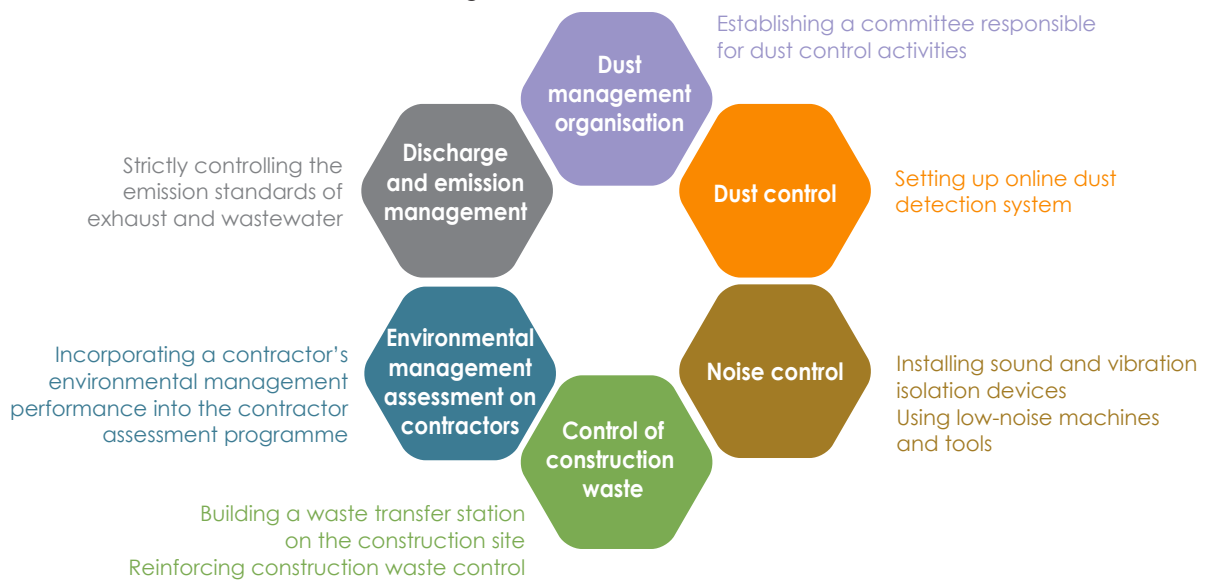 Dust
management
organisation
Establishing a committee responsible
for dust control activities
Dust control
Setting up online dust
detection system
Noise control
Installing sound and vibration
isolation devices
Using low-noise machines
and tools
Control of
construction
waste
Building a waste transfer station
on the construction site
Reinforcing construction waste control
Environmental
management
assessment on
contractors
Incorporating a contractor’s
environmental management
performance into the contractor
assessment programme
Discharge
and emission
management
Strictly controlling the
emission standards of
exhaust and wastewater